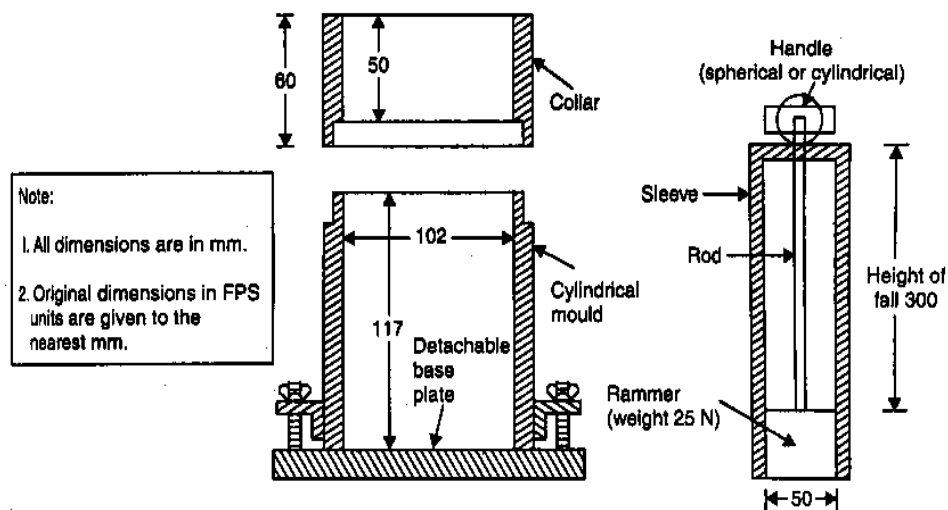 60
50
Collar
Note:
1. All dimensions are in mm.
2. Original dimensions in FPS
units are given to the
nearest mm.
102
117
Cylindrical
mould
Detachable
base
plate
Handle
(spherical or cylindrical)
Sleeve
Rod
Height of
fall 300
Rammer
(weight 25 N)
50